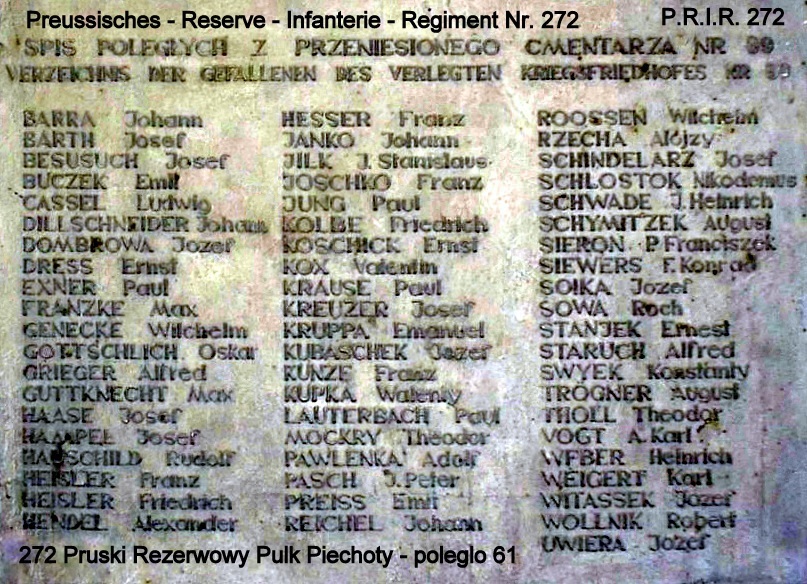 Preussisches - Reserve - Infanterie - Regiment Nr. 272
P.R.I.R. 272
SPIS POLEGŁYCH Z PRZENIESIONEGO CMENTARZA NR
VERZEICHNIS DER GEFALLENEN DES VERLEGTEN KRIEGSFRIEDHOFES NR
BARRA Johann
BARTH Josef
BESUSUCH Josef
BUCZEK Emil
CASSEL Ludwig
DILLSCHNEIDER Johann
DOMBROWA Jozef
DRESS Ernst
EXNER Paul
FRANZKE Max
GENECKE Wilchelm
GOTTSCHLICH Oskar
GRIEGER Alfred
GUTTKNECHT Max
HAASE Josef
HAMPEL Josef
HAUSCHILD Rudolf
HEISLER Franz
HEISLER Friedrich
HENDEL Alexander
HESSER Franz
JANKO Johann
JILK J. Stanislaus
JOSCHKO Franz
JUNG Paul
KOLBE Friedrich
KOSCHICK Ernst
KOX Valentin
KRAUSE Paul
KREUZER Josef
KRUPPA Emanuel
KUBASCHEK Jozef
KUNZE Franz
KUPKA Walenty
LAUTERBACH Paul
MOCKRY Theodor
PAWLENKA Adolf
PASCH J. Peter
PREISS Emil
REICHEL Johann
ROOSSEN Wilchelm
RZECHA Alojzy
SCHINDELARZ Josef
SCHLOSTOK Nikodemus
SCHWADE J. Heinrich
SCHYMITZEK August
SIERON P. Franciszek
SIEWERS F. Konrad
SOIKA Jozef
SOWA Roch
STANJEK Ernest
STARUCH Alfred
SWYEK Konstanty
TROGNER August
THOLL Theodor
VOGT A. Karl
WEBER Heinrich
WEIGERT Karl
WITASSEK Jozef
WOLLNIK Robert
UWIERA Jozef
272 Pruski Rezerwowy Pulk Piechoty - poleglo 61